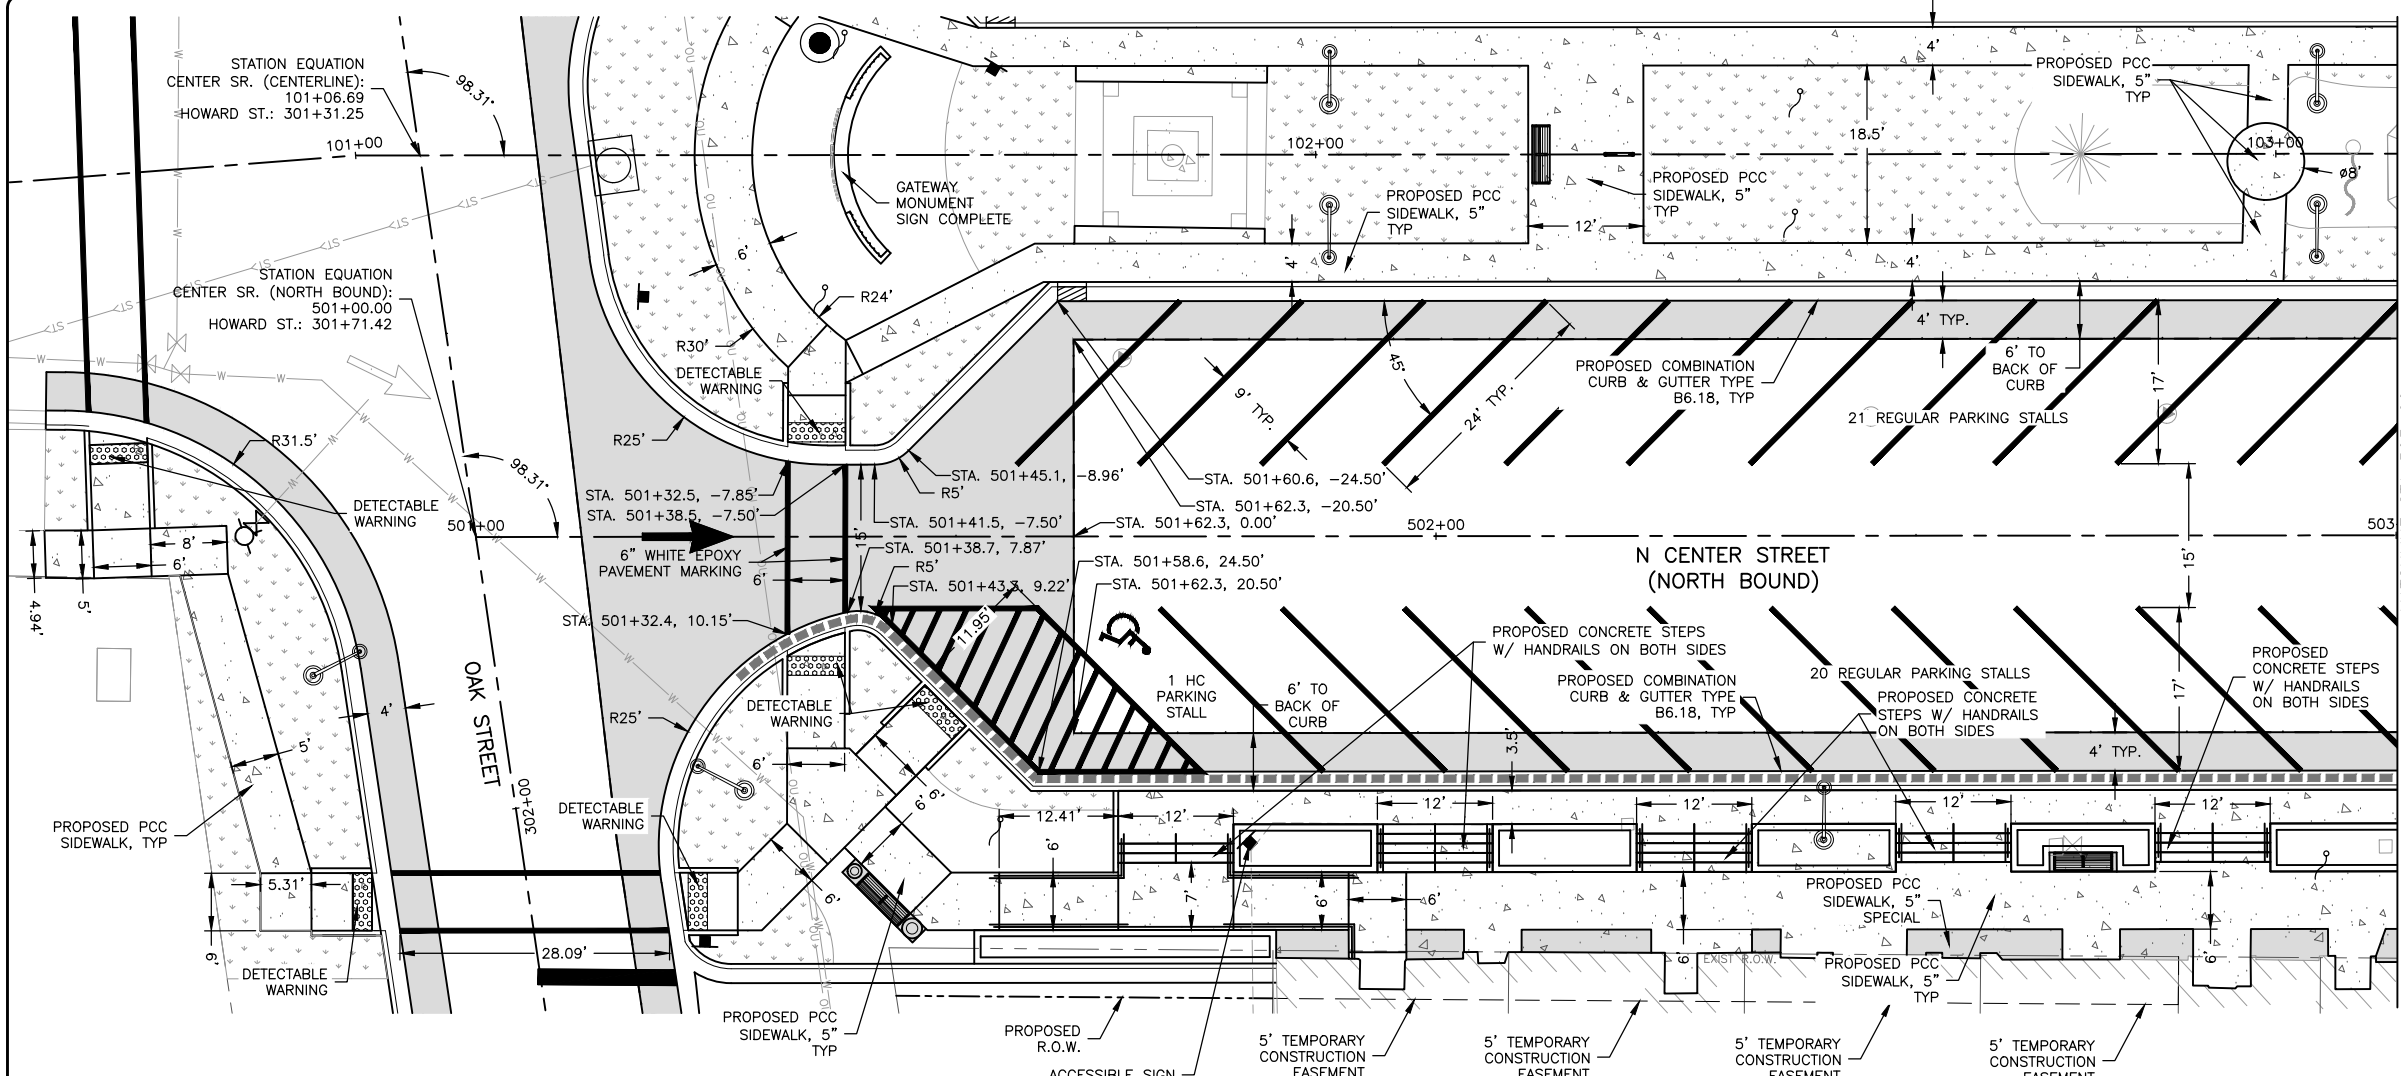 STATION EQUATION
CENTER SR. (CENTERLINE):
101+06.69
HOWARD ST.: 301+31.25
98.31°
101+00
STATION EQUATION
CENTER SR. (NORTH BOUND):
501+00.00
HOWARD ST.: 301+71.42
98.31°
501+00
GATEWAY
MONUMENT
SIGN COMPLETE
6'
R24'
R30'
DETECTABLE
WARNING
R25'
102+00
PROPOSED PCC
SIDEWALK, 5"
TYP
4'
12'
PROPOSED PCC
SIDEWALK, 5"
TYP
18.5'
4'
4'
PROPOSED PCC
SIDEWALK, 5"
TYP
103+00
ø8'
45°
9' TYP.
24' TYP.
PROPOSED COMBINATION
CURB & GUTTER TYPE
B6.18, TYP
4' TYP.
6' TO
BACK OF
CURB
17'
21 REGULAR PARKING STALLS
R31.5'
DETECTABLE
WARNING
8'
6'
4.94'
5'
STA. 501+32.5, -7.85'
STA. 501+38.5, -7.50'
STA. 501+45.1, -8.96'
R5'
STA. 501+41.5, -7.50'
STA. 501+60.6, -24.50'
STA. 501+62.3, -20.50'
STA. 501+62.3, 0.00'
6" WHITE EPOXY
PAVEMENT MARKING
6'
15'
STA. 501+38.7, 7.87'
R5'
STA. 501+43.3, 9.22'
STA. 501+58.6, 24.50'
STA. 501+62.3, 20.50'
STA. 501+32.4, 10.15'
11.95'
502+00
503
N CENTER STREET
(NORTH BOUND)
15'
1 HC
PARKING
STALL
6' TO
BACK OF
CURB
PROPOSED CONCRETE STEPS
W/ HANDRAILS ON BOTH SIDES
PROPOSED COMBINATION
CURB & GUTTER TYPE
B6.18, TYP
20 REGULAR PARKING STALLS
PROPOSED CONCRETE
STEPS W/ HANDRAILS
ON BOTH SIDES
17'
4' TYP.
PROPOSED
CONCRETE STEPS
W/ HANDRAILS
ON BOTH SIDES
3.5'
OAK STREET
302+00
4'
5'
R25'
DETECTABLE
WARNING
6'
DETECTABLE
WARNING
6'
6'
6'
12.41'
12'
12'
12'
12'
12'
6'
7'
6'
6'
6'
6'
6'
PROPOSED PCC
SIDEWALK, TYP
5.31'
6'
DETECTABLE
WARNING
28.09'
PROPOSED PCC
SIDEWALK, 5"
SPECIAL
EXIST R.O.W.
PROPOSED PCC
SIDEWALK, 5"
TYP
PROPOSED PCC
SIDEWALK, 5"
TYP
PROPOSED
R.O.W.
ACCESSIBLE SIGN
5' TEMPORARY
CONSTRUCTION
EASEMENT
5' TEMPORARY
CONSTRUCTION
EASEMENT
5' TEMPORARY
CONSTRUCTION
EASEMENT
5' TEMPORARY
CONSTRUCTION
EASEMENT